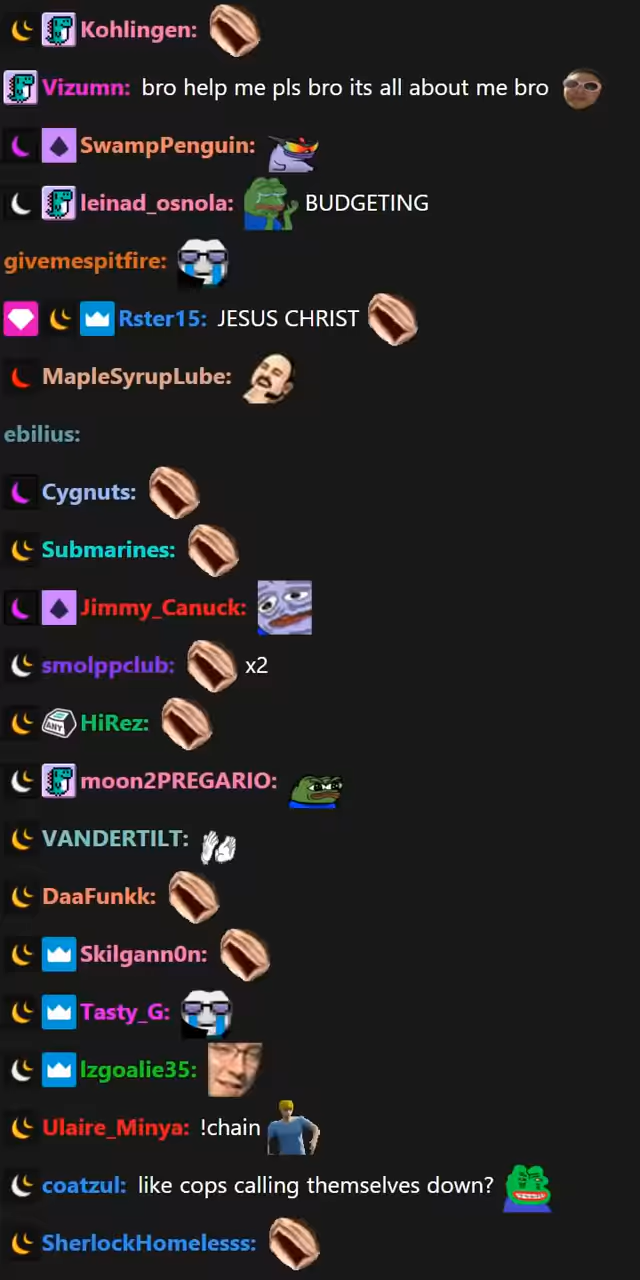 Kohlingen:
Vizumn: bro help me pls bro its all about me bro
SwampPenguin:
leinad_osnola: BUDGETING
givemespitfire:
Rster15: JESUS CHRIST
MapleSyrupLube:
ebilius:
Cygnuts:
Submarines:
Jimmy_Canuck:
smolppclub: x2
ANY HiRez:
moon2PREGARIO:
VANDERTILT:
DaaFunkk:
Skilgann0n:
Tasty_G:
lzgoalie35:
Ulaire_Minya: !chain
coatzul: like cops calling themselves down?
SherlockHomelesss: